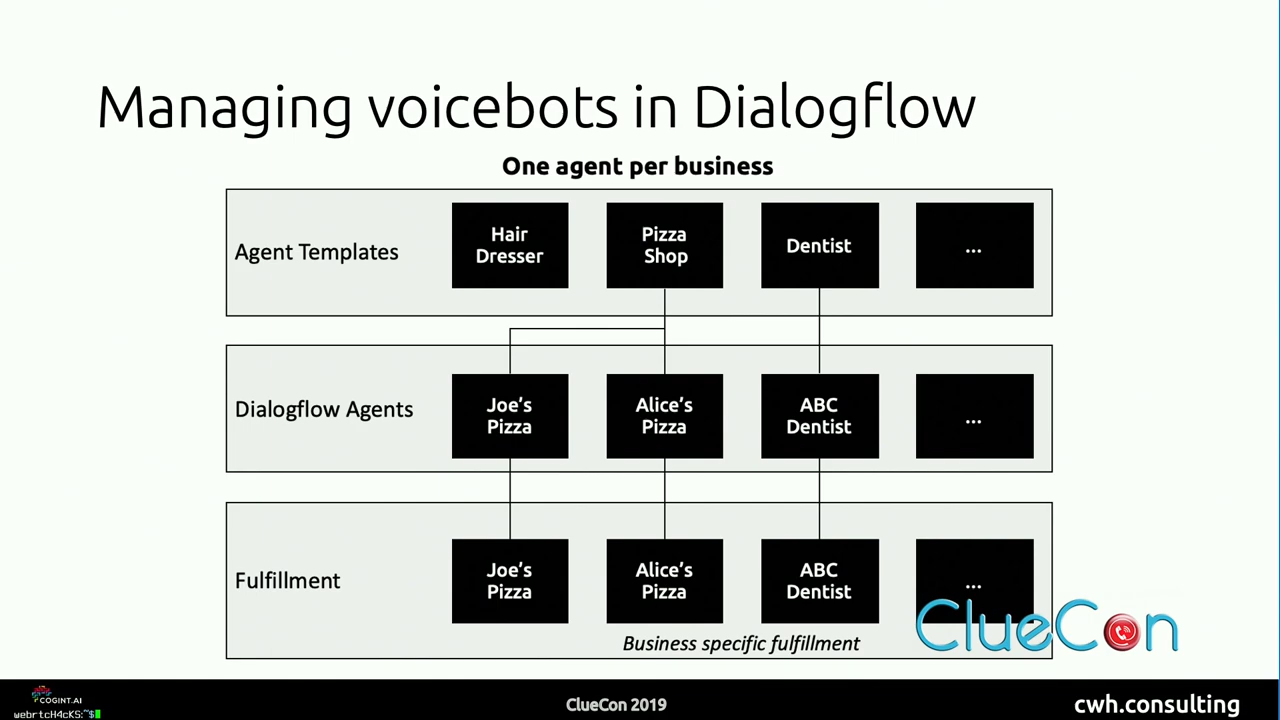 Managing voicebots in Dialogflow
One agent per business
Agent Templates
Hair
Dresser
Pizza
Shop
Dentist
...
Dialogflow Agents
Joe's
Pizza
Alice's
Pizza
ABC
Dentist
...
Fulfillment
Joe's
Pizza
Alice's
Pizza
ABC
Dentist
...
Business specific fulfillment
ClueCon
COGINT.AI
webrtcH4cKS:~$
ClueCon 2019
cwh.consulting